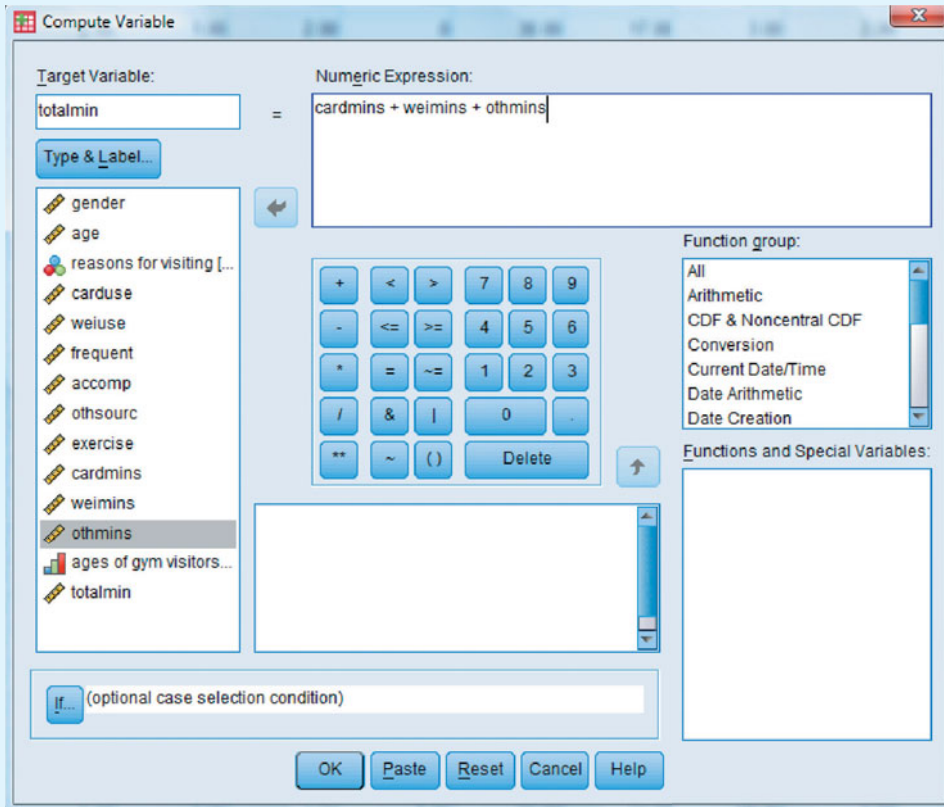 Compute Variable
Target Variable:
totalmin
=
Numeric Expression:
cardmins + weimins + othmins
Type & Label...
gender
age
reasons for visiting [...
carduse
weiuse
frequent
accomp
othsourc
exercise
cardmins
weimins
othmins
ages of gym visitors...
totalmin
+ < > 7 8 9
- <= >= 4 5 6
* = ~= 1 2 3
/ & | 0 .
** ~ () Delete
Function group:
All
Arithmetic
CDF & Noncentral CDF
Conversion
Current Date/Time
Date Arithmetic
Date Creation
Functions and Special Variables:
If... (optional case selection condition)
OK Paste Reset Cancel Help